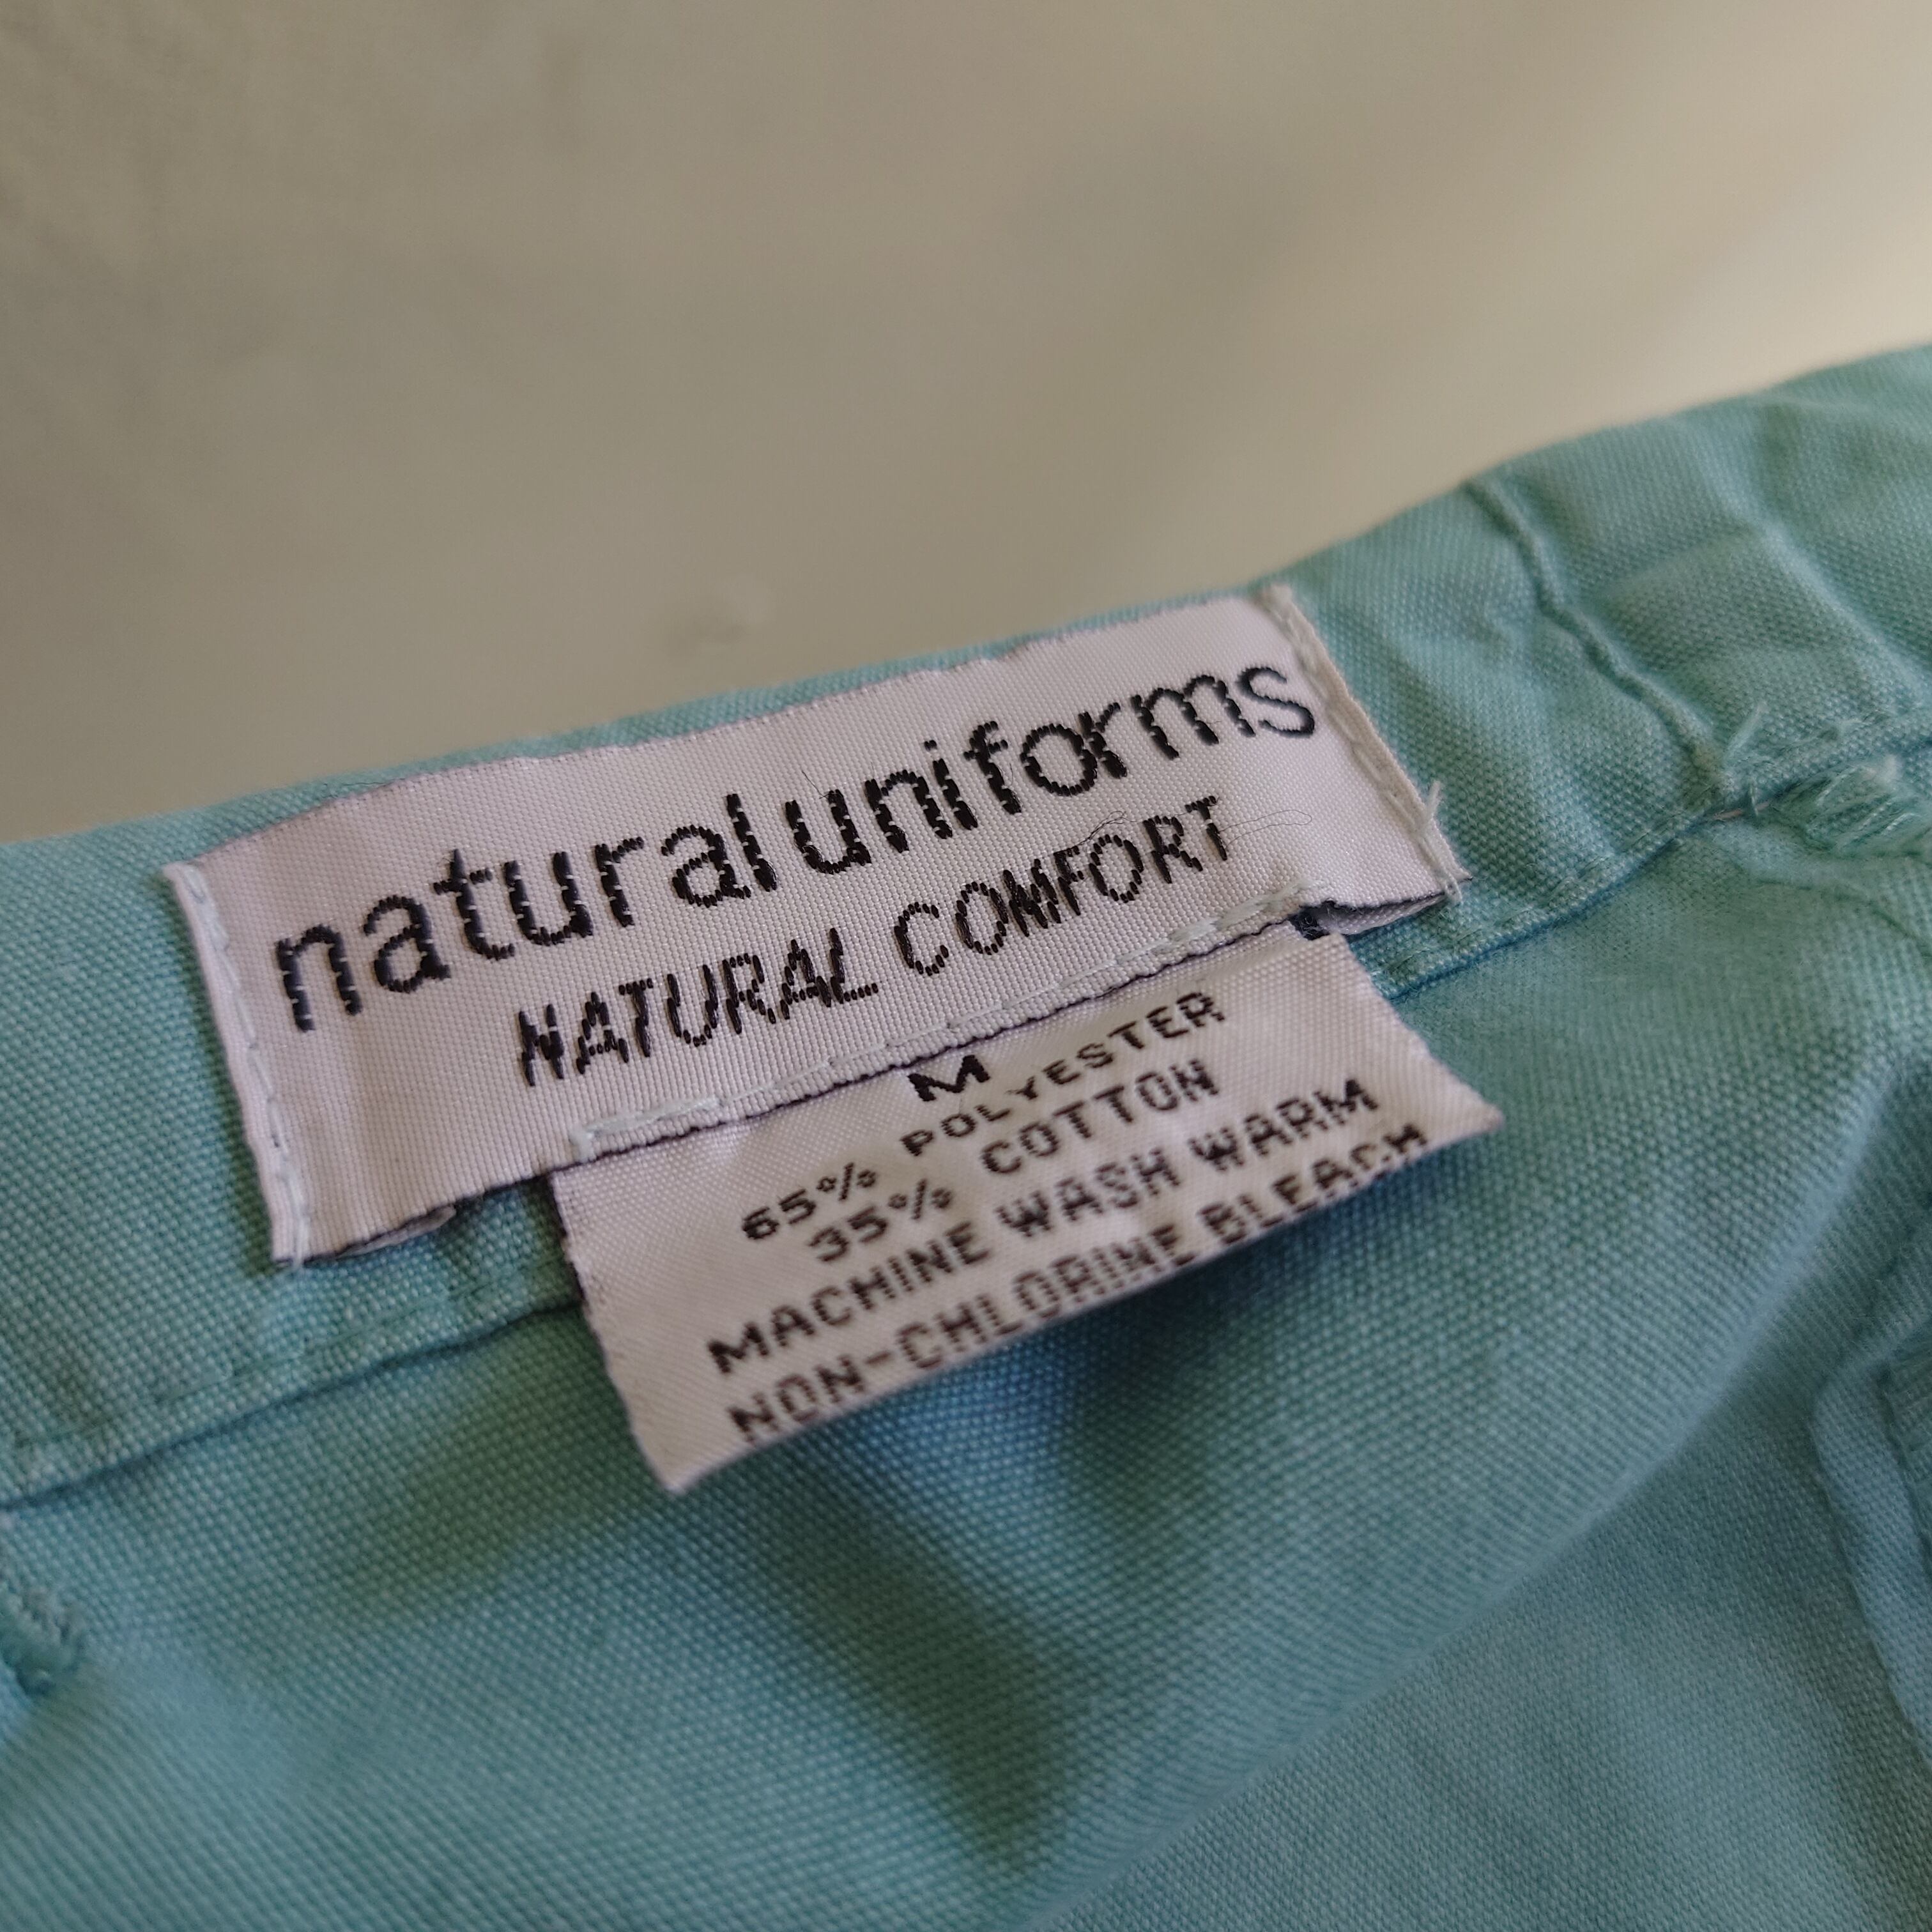 natural uniforms
NATURAL COMFORT
M
65% POLYESTER
35% COTTON
MACHINE WASH WARM
NON-CHLORINE BLEACH